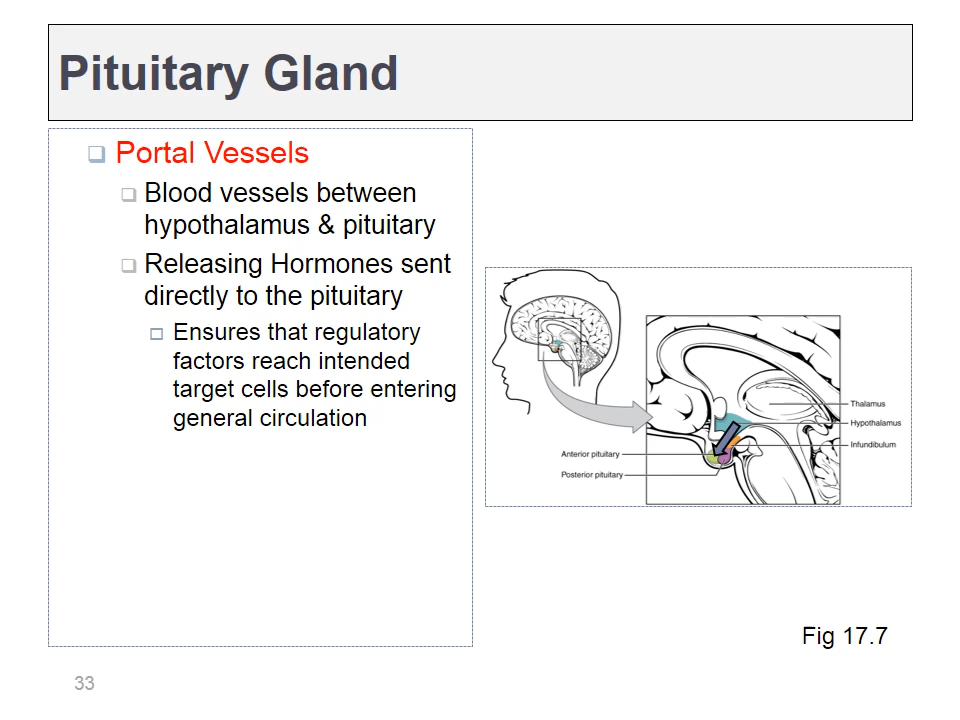 Pituitary Gland
Portal Vessels
Blood vessels between
hypothalamus & pituitary
Releasing Hormones sent
directly to the pituitary
Ensures that regulatory
factors reach intended
target cells before entering
general circulation
Thalamus
Hypothalamus
Infundibulum
Anterior pituitary
Posterior pituitary
Fig 17.7
33